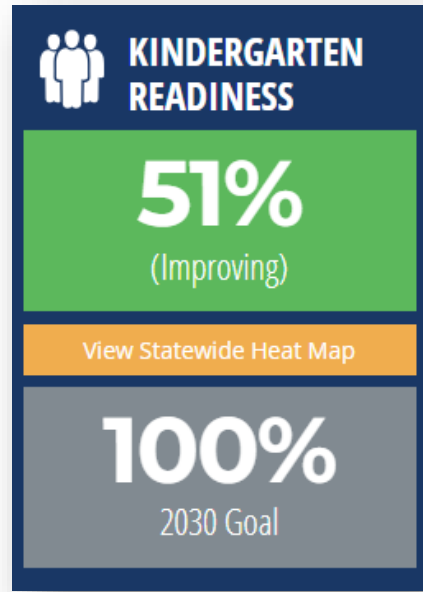 KINDERGARTEN
READINESS
51%
(Improving)
View Statewide Heat Map
100%
2030 Goal